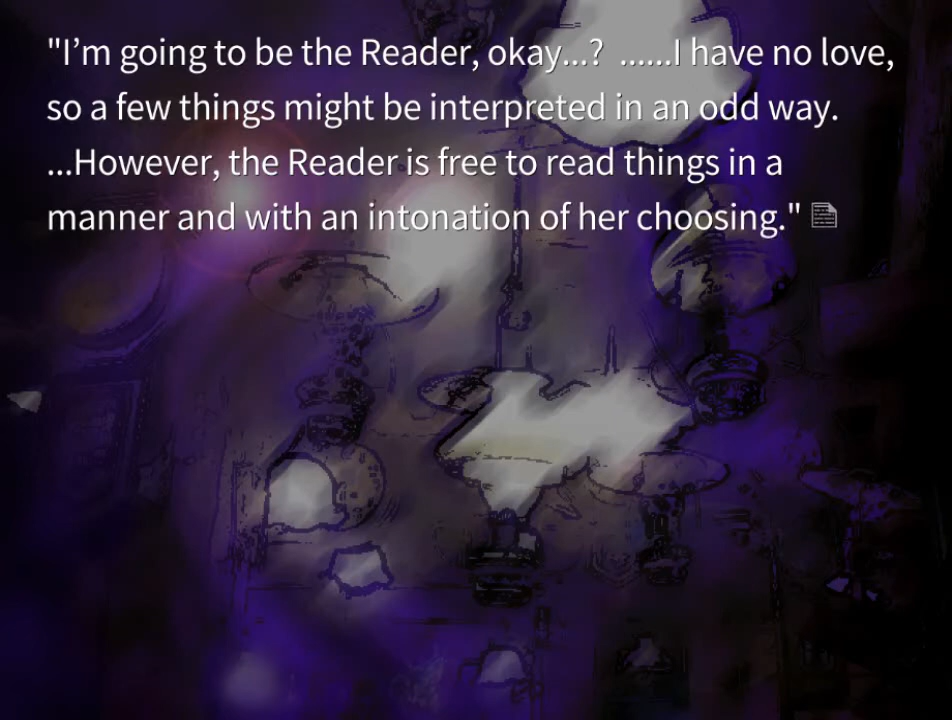 "I’m going to be the Reader, okay...?  ......I have no love,
so a few things might be interpreted in an odd way.
...However, the Reader is free to read things in a
manner and with an intonation of her choosing."